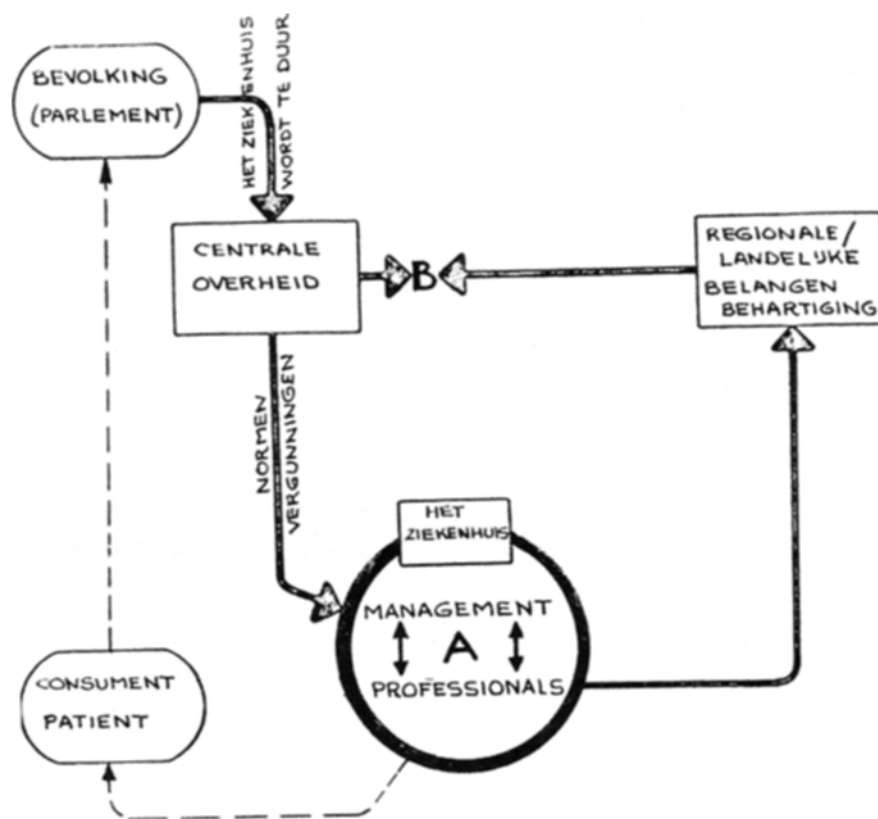 BEVOLKING
(PARLEMENT)
HET ZIEKENHUIS
WORDT TE DUUR
CENTRALE
OVERHEID
B
REGIONALE/
LANDELIJKE
BELANGEN
BEHARTIGING
NORMEN
VERGUNNINGEN
HET
ZIEKENHUIS
MANAGEMENT
A
PROFESSIONALS
CONSUMENT
PATIENT